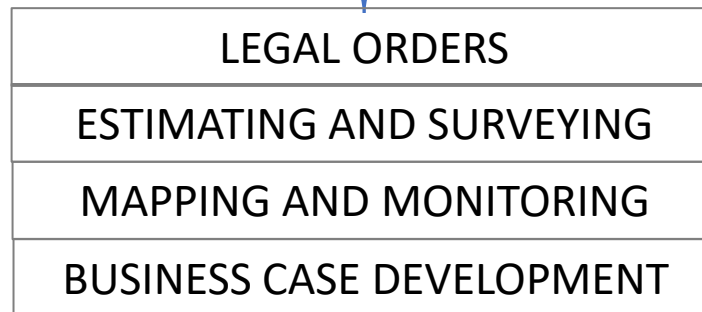 LEGAL ORDERS
ESTIMATING AND SURVEYING
MAPPING AND MONITORING
BUSINESS CASE DEVELOPMENT